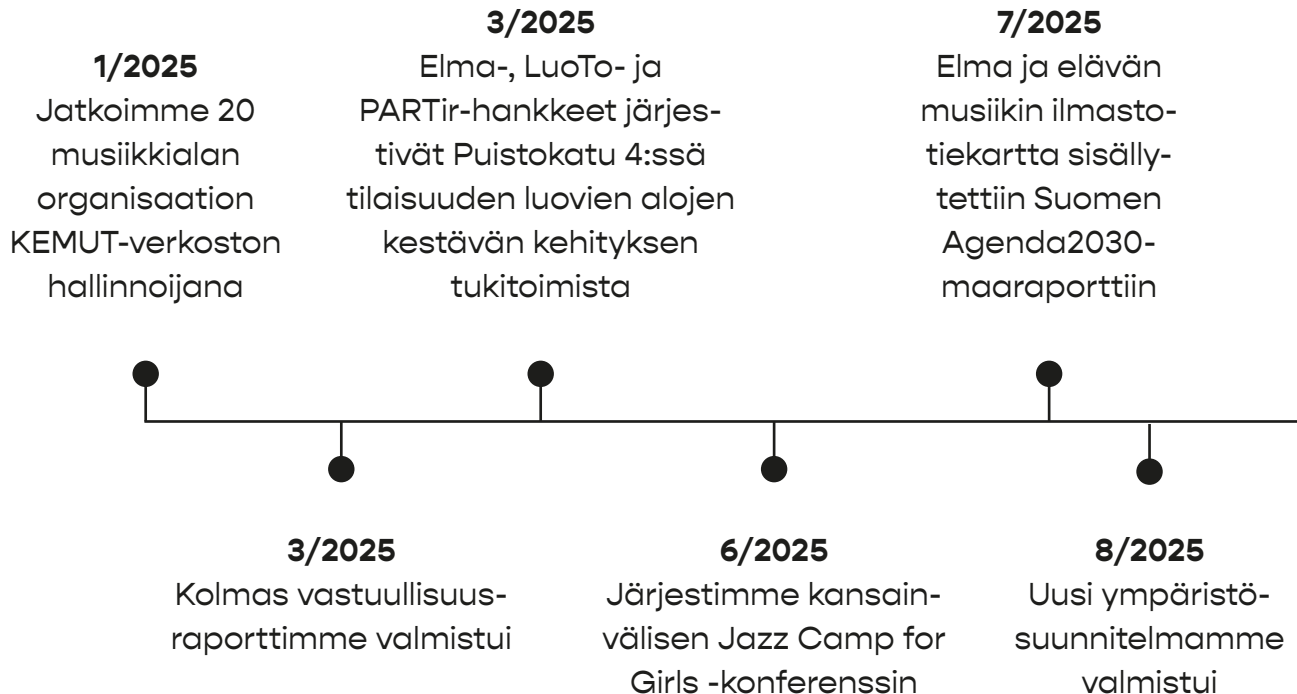 1/2025
Jatkoimme 20
musiikkialan
organisaation
KEMUT-verkoston
hallinnoijana
3/2025
Elma-, LuoTo- ja
PARTir-hankkeet järjes-
tivät Puistokatu 4:ssä
tilaisuuden luovien alojen
kestävän kehityksen
tukitoimista
7/2025
Elma ja elävän
musiikin ilmasto-
tiekartta sisälly-
tettiin Suomen
Agenda2030-
maaraporttiin
3/2025
Kolmas vastuullisuus-
raporttimme valmistui
6/2025
Järjestimme kansain-
välisen Jazz Camp for
Girls -konferenssin
8/2025
Uusi ympäristö-
suunnitelmamme
valmistui